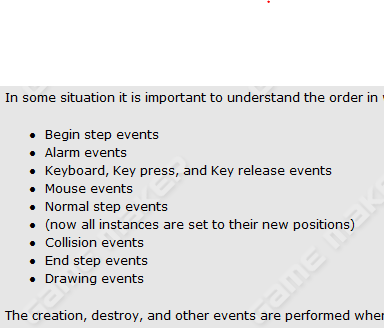 In some situation it is important to understand the order in
Begin step events
Alarm events
Keyboard, Key press, and Key release events
Mouse events
Normal step events
(now all instances are set to their new positions)
Collision events
End step events
Drawing events
The creation, destroy, and other events are performed when